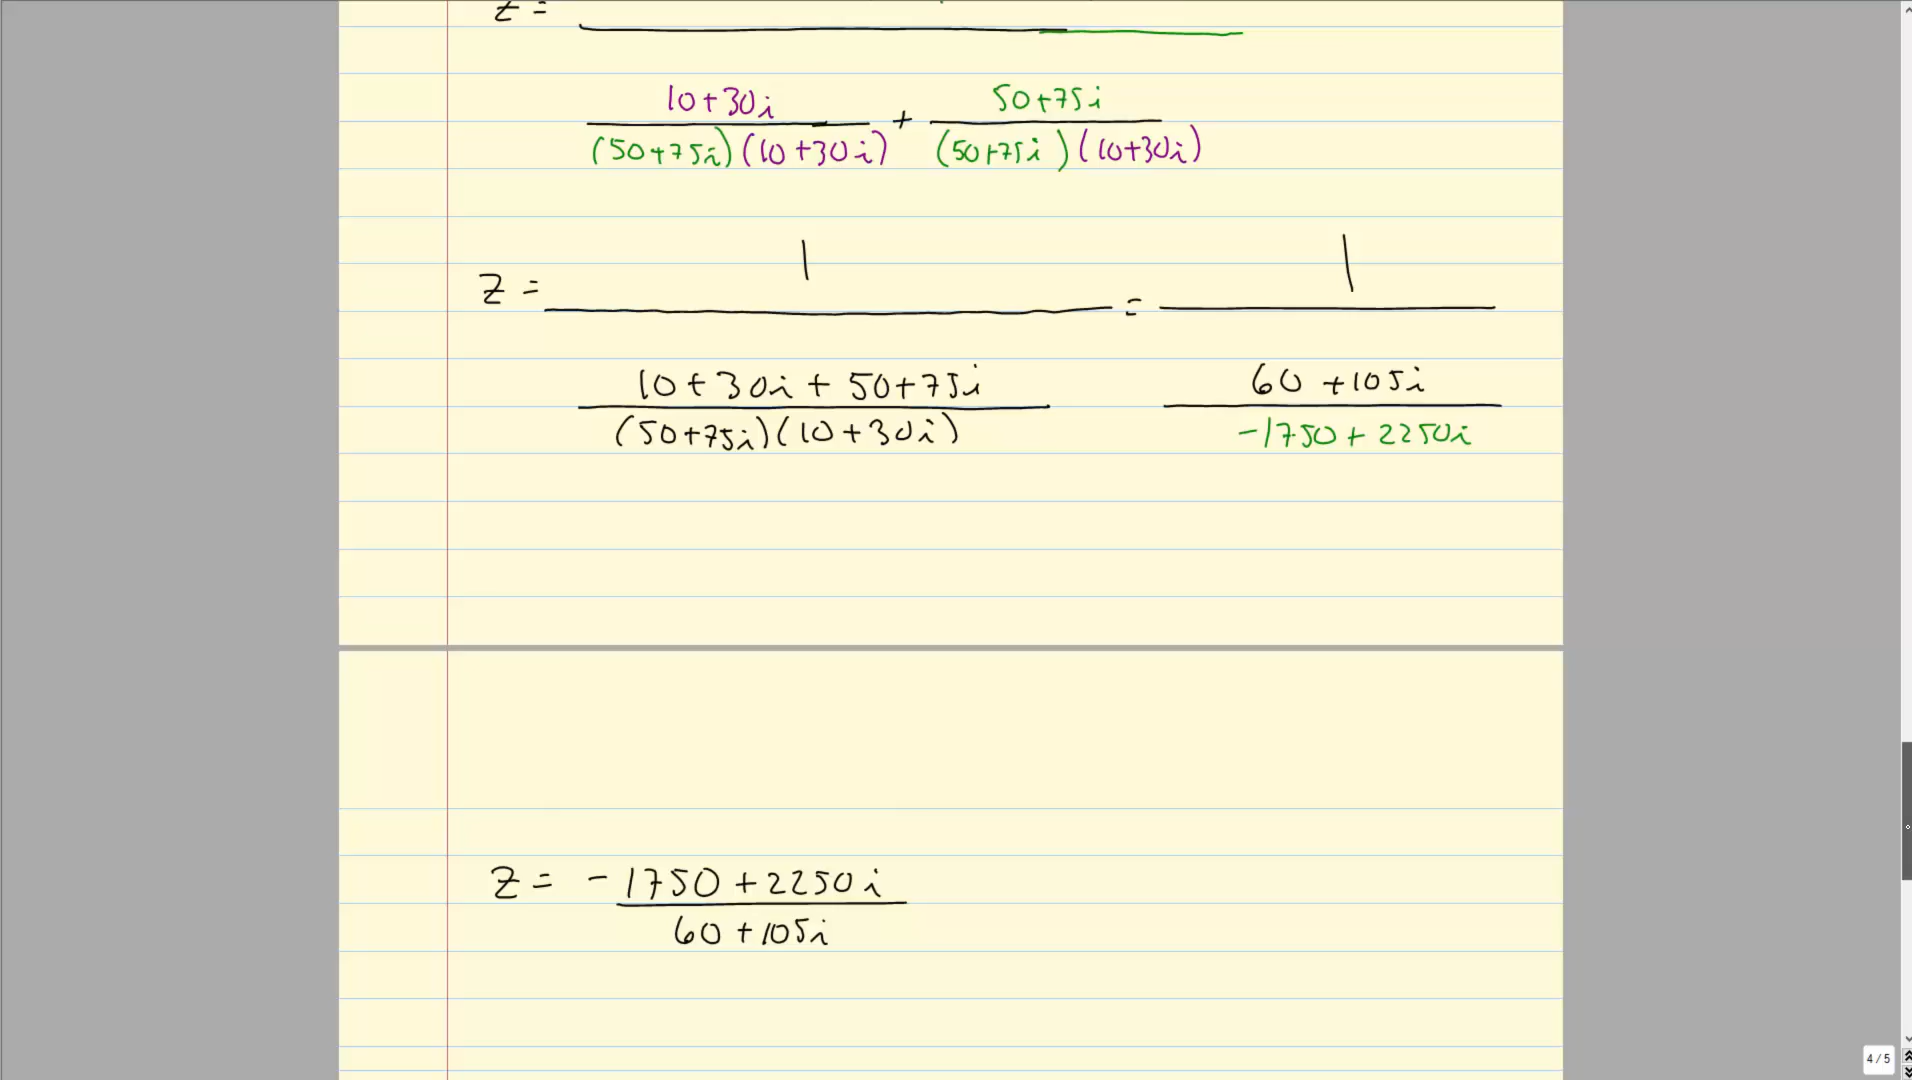 z =
10+30i + 50+75i
(50+75i)(10+30i) (50+75i)(10+30i)
1 1
z = =
10+30i+50+75i 60+105i
(50+75i)(10+30i) -1750+2250i
z = -1750+2250i
60+105i
4 / 5